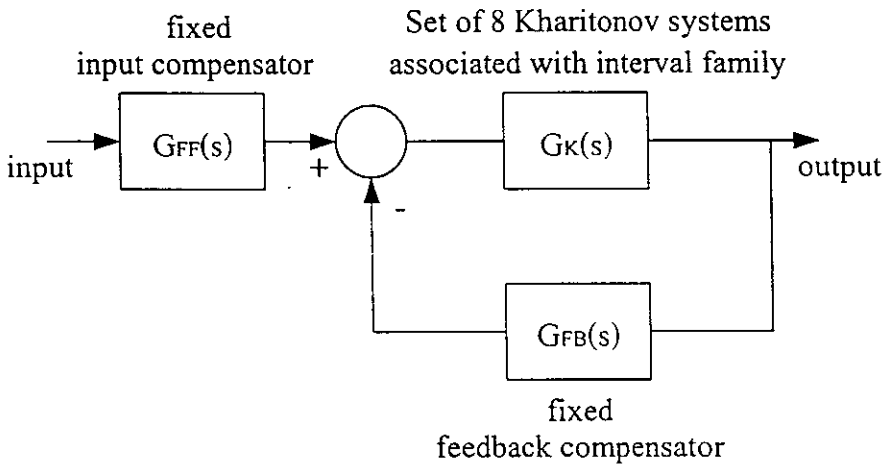 fixed
input compensator
Set of 8 Kharitonov systems
associated with interval family
GFF(s)
GK(s)
input
+
output
-
GFB(s)
fixed
feedback compensator